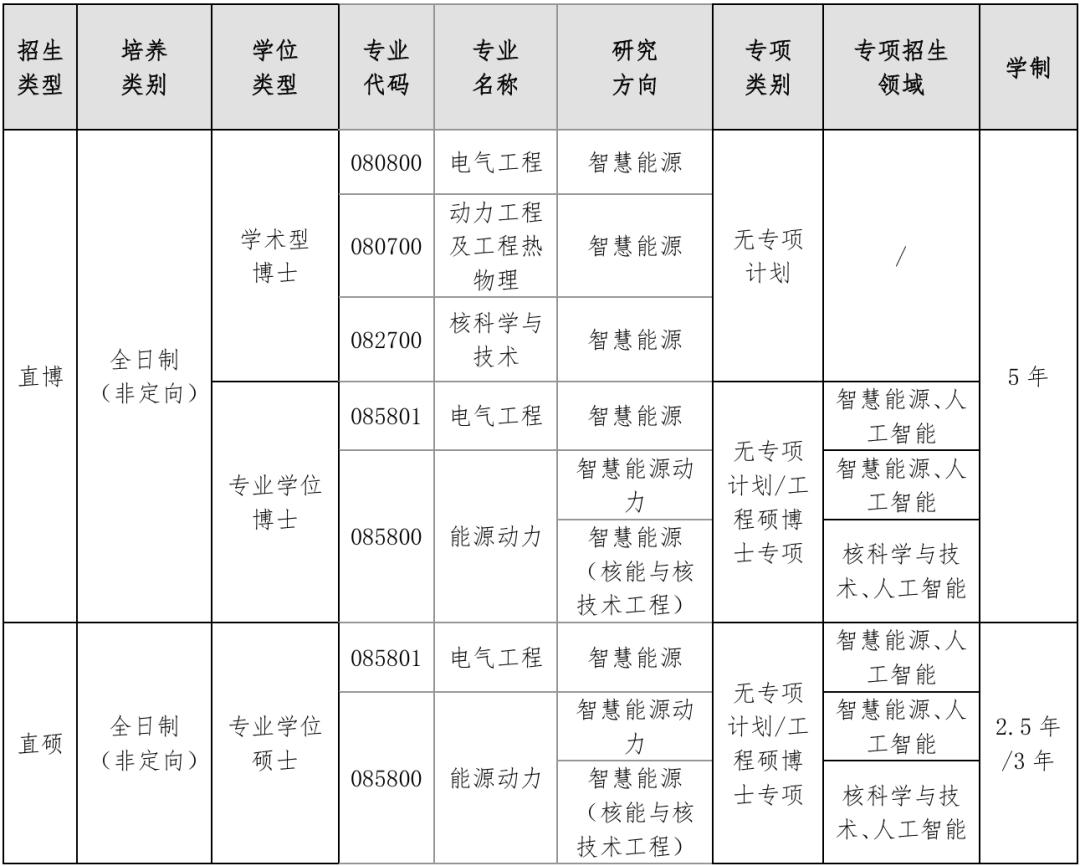 招生
类型
培养
类别
学位
类型
专业
代码
专业
名称
研究
方向
专项
类别
专项招生
领域
学制
直博
全日制
（非定向）
学术型
博士
080800
电气工程
智慧能源
080700
动力工程
及工程热
物理
智慧能源
082700
核科学与
技术
智慧能源
无专项
计划
/
5 年
专业学位
博士
085801
电气工程
智慧能源
无专项
计划/工
程硕博
士专项
智慧能源、人
工智能
085800
能源动力
智慧能源动
力
智慧能源、人
工智能
智慧能源
（核能与核
技术工程）
核科学与技
术、人工智能
直硕
全日制
（非定向）
专业学位
硕士
085801
电气工程
智慧能源
无专项
计划/工
程硕博
士专项
智慧能源、人
工智能
2.5 年
/3 年
085800
能源动力
智慧能源动
力
智慧能源、人
工智能
智慧能源
（核能与核
技术工程）
核科学与技
术、人工智能